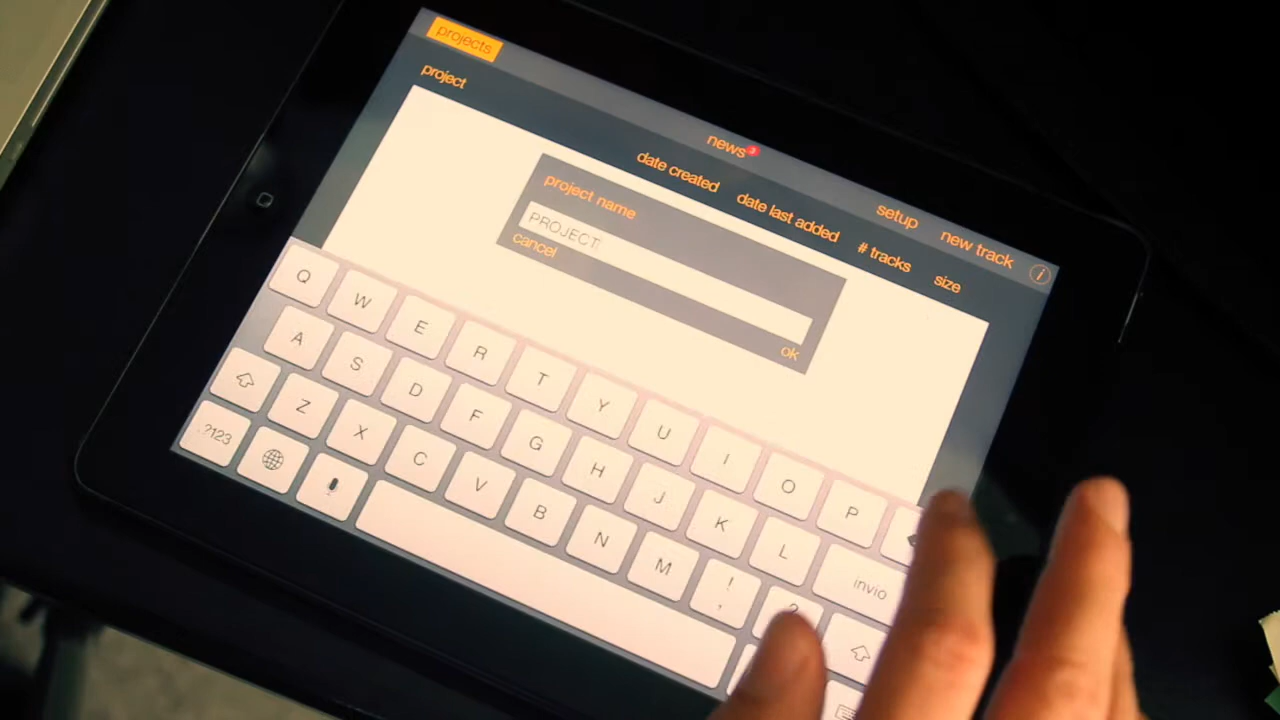 projects
news 3
setup
new track
i
project
date created
date last added
# tracks
size
project name
PROJECT
cancel
ok
Q W E R T Y U I O P
A S D F G H J K L invio
Z X C V B N M ! , ?
.?123